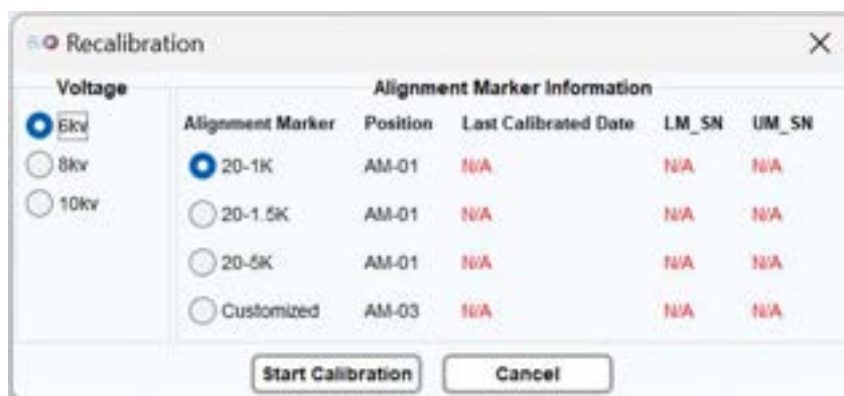 Recalibration
Voltage
Alignment Marker Information
6kv
8kv
10kv
Alignment Marker Position Last Calibrated Date LM_SN UM_SN
20-1K AM-01 N/A N/A N/A
20-1.5K AM-01 N/A N/A N/A
20-5K AM-01 N/A N/A N/A
Customized AM-03 N/A N/A N/A
Start Calibration Cancel